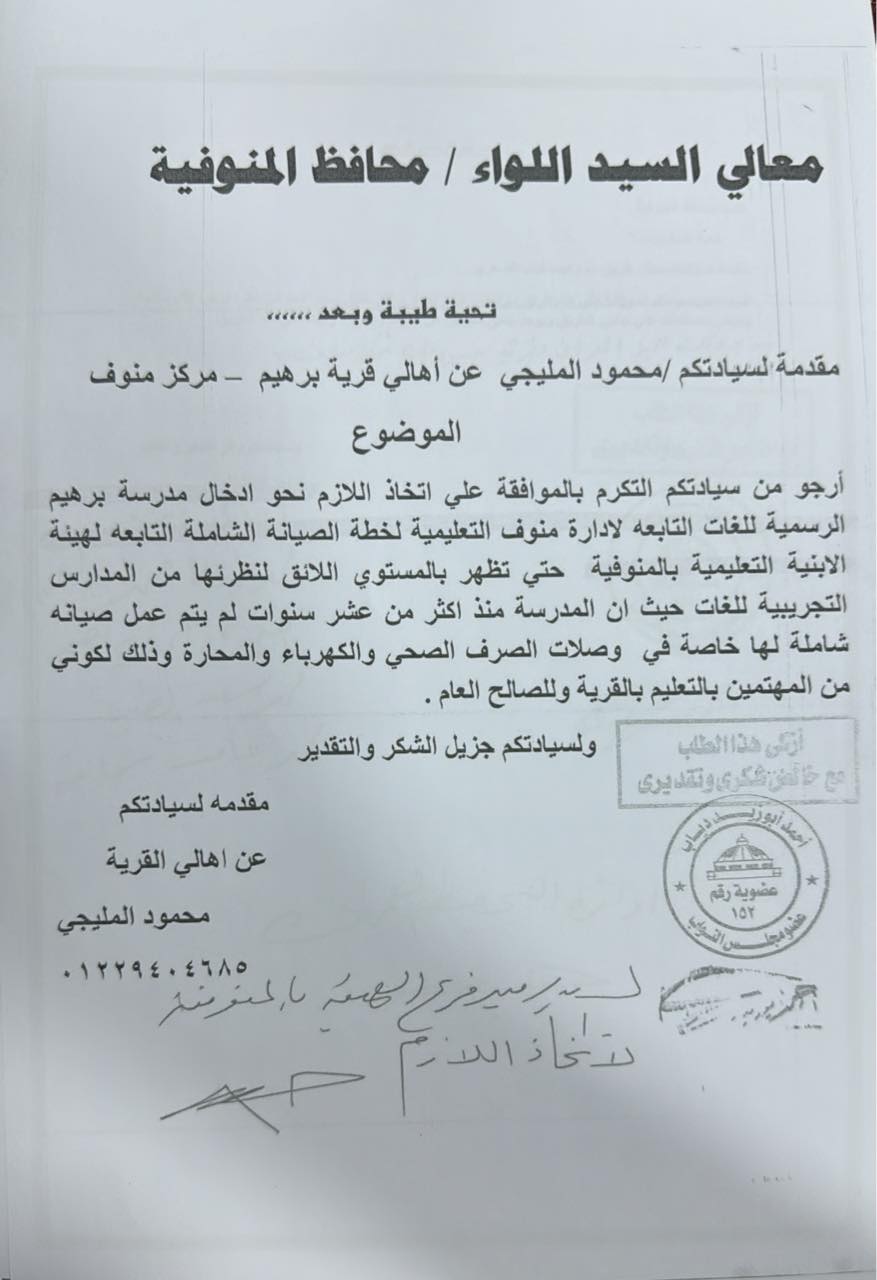 معالي السيد اللواء / محافظ المنوفية
تحية طيبة وبعد ،،،،،،
مقدمة لسيادتكم /محمود المليجي عن أهالي قرية برهيم – مركز منوف
الموضوع
أرجو من سيادتكم التكرم بالموافقة علي اتخاذ اللازم نحو ادخال مدرسة برهيم
الرسمية للغات التابعه لادارة منوف التعليمية لخطة الصيانة الشاملة التابعه لهيئة
الابنية التعليمية بالمنوفية حتي تظهر بالمستوي اللائق لنظرئها من المدارس
التجريبية للغات حيث ان المدرسة منذ اكثر من عشر سنوات لم يتم عمل صيانه
شاملة لها خاصة في وصلات الصرف الصحي والكهرباء والمحارة وذلك لكوني
من المهتمين بالتعليم بالقرية وللصالح العام .
ولسيادتكم جزيل الشكر والتقدير
أزكى هذا الطلب
مع خالص شكرى وتقديرى
مقدمه لسيادتكم
عن اهالي القرية
محمود المليجي
٠١٢٢٩٤٠٤٦٨٥
أحمد أبوزيد دياب
عضوية رقم
١٥٢
عضو مجلس النواب
السيد مدير فرع الهيئة بالمنوفية
لاتخاذ اللازم